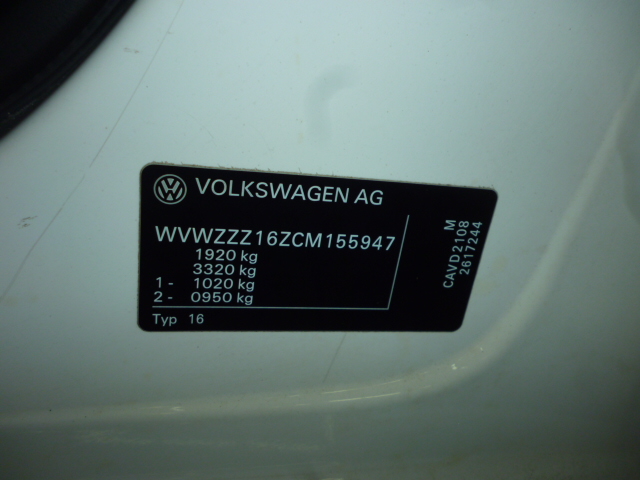 VOLKSWAGEN AG
WVWZZZ16ZCM155947
1920 kg
3320 kg
1 - 1020 kg
2 - 0950 kg
Typ 16
M
CAVD2108
2617244